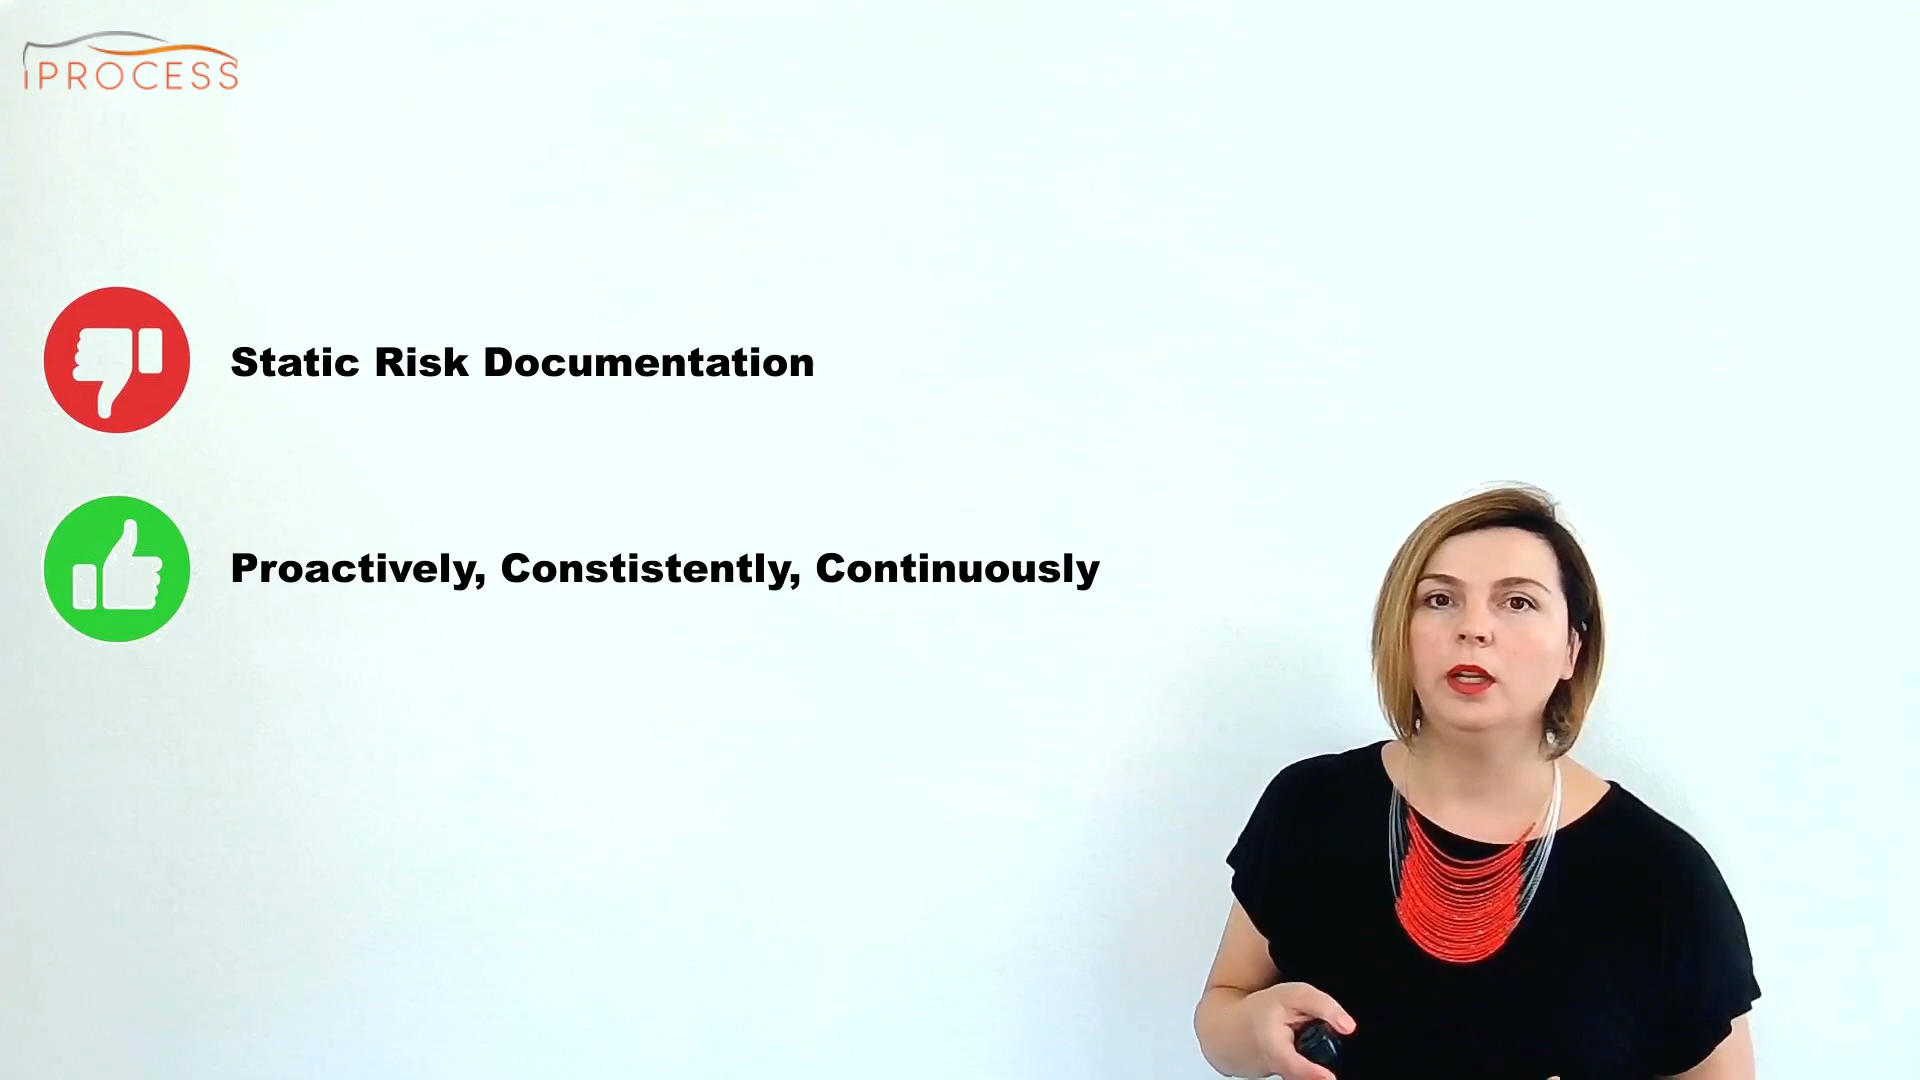 iPROCESS
Static Risk Documentation
Proactively, Constistently, Continuously